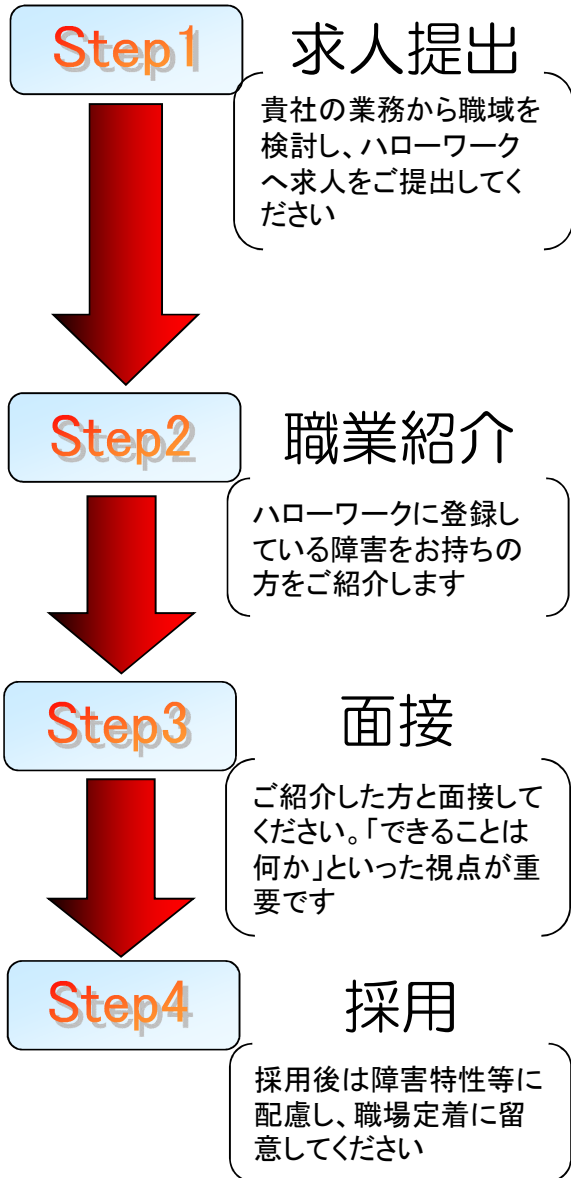 Step1
求人提出
貴社の業務から職域を
検討し、ハローワーク
へ求人をご提出してく
ださい
Step2
職業紹介
ハローワークに登録し
ている障害をお持ちの
方をご紹介します
Step3
面接
ご紹介した方と面接して
ください。「できることは
何か」といった視点が重
要です
Step4
採用
採用後は障害特性等に
配慮し、職場定着に留
意してください